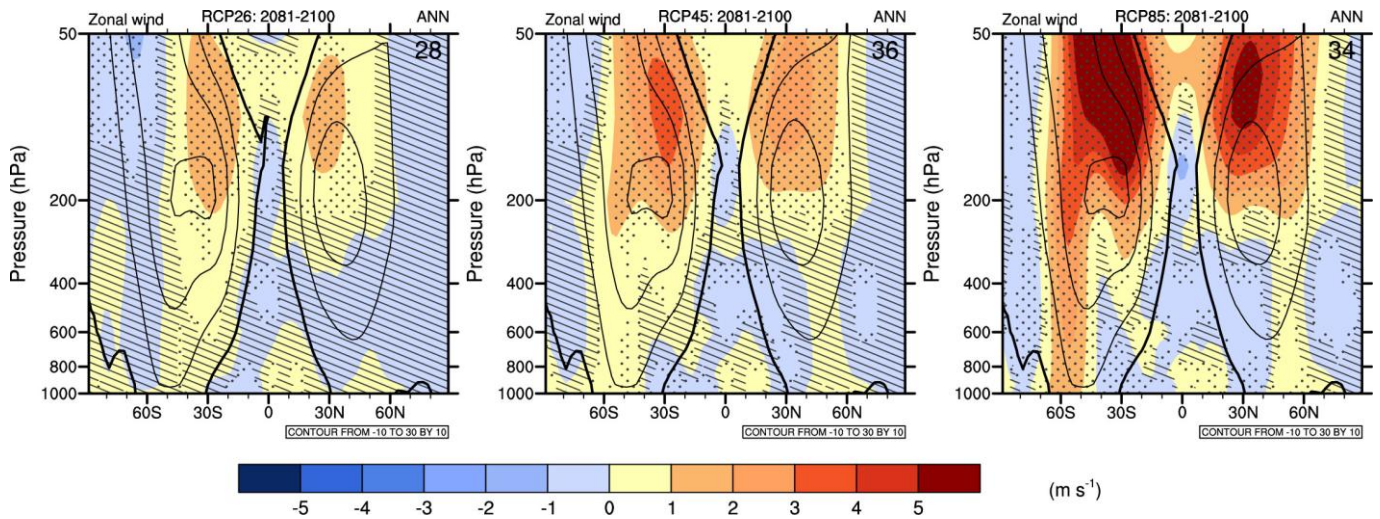 Zonal wind RCP26: 2081-2100 ANN
28
50
200
400
600
800
1000
Pressure (hPa)
60S 30S 0 30N 60N
CONTOUR FROM -10 TO 30 BY 10
Zonal wind RCP45: 2081-2100 ANN
36
50
200
400
600
800
1000
Pressure (hPa)
60S 30S 0 30N 60N
CONTOUR FROM -10 TO 30 BY 10
Zonal wind RCP85: 2081-2100 ANN
34
50
200
400
600
800
1000
Pressure (hPa)
60S 30S 0 30N 60N
CONTOUR FROM -10 TO 30 BY 10
-5 -4 -3 -2 -1 0 1 2 3 4 5 (m s⁻¹)